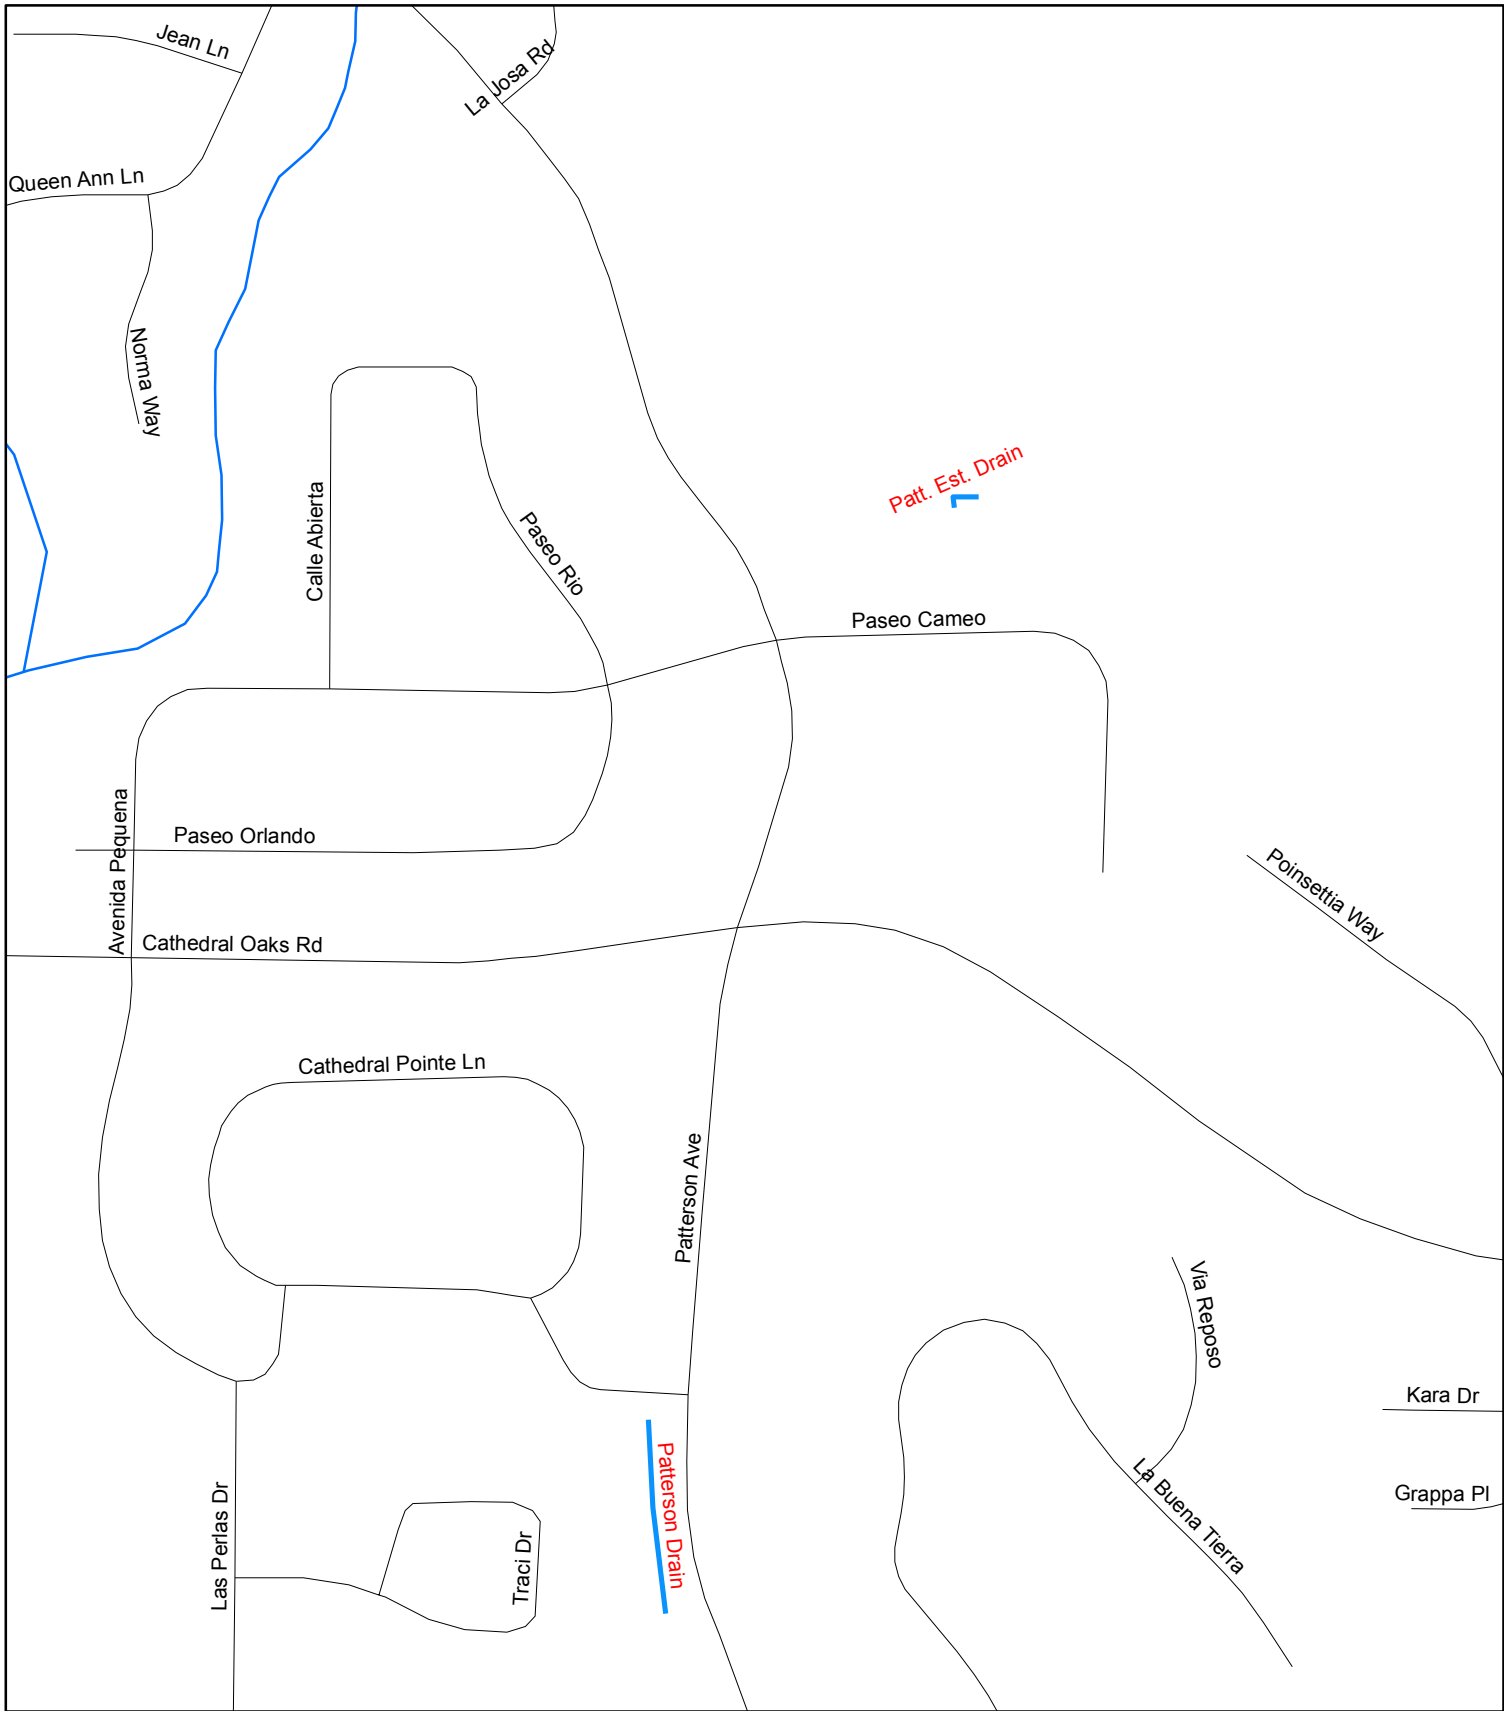 Jean Ln
La Josa Rd
Queen Ann Ln
Norma Way
Patt. Est. Drain
Calle Abierta
Paseo Rio
Paseo Cameo
Avenida Pequena
Paseo Orlando
Poinsettia Way
Cathedral Oaks Rd
Cathedral Pointe Ln
Patterson Ave
Via Reposo
Kara Dr
Patterson Drain
La Buena Tierra
Grappa Pl
Las Perlas Dr
Traci Dr